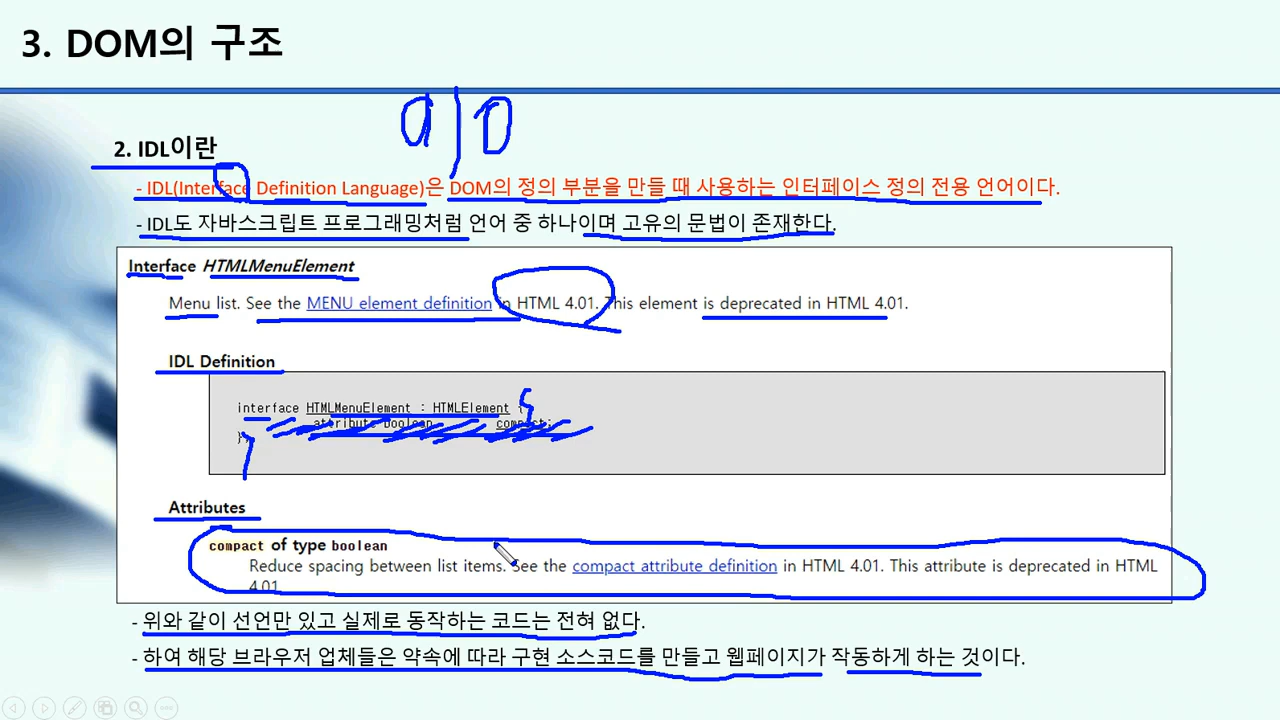 3. DOM의 구조
2. IDL이란
- IDL(Interface Definition Language)은 DOM의 정의 부분을 만들 때 사용하는 인터페이스 정의 전용 언어이다.
- IDL도 자바스크립트 프로그래밍처럼 언어 중 하나이며 고유의 문법이 존재한다.
Interface HTMLMenuElement
Menu list. See the MENU element definition in HTML 4.01. This element is deprecated in HTML 4.01.
IDL Definition
interface HTMLMenuElement : HTMLElement {
attribute boolean compact;
};
Attributes
compact of type boolean
Reduce spacing between list items. See the compact attribute definition in HTML 4.01. This attribute is deprecated in HTML
4.01.
- 위와 같이 선언만 있고 실제로 동작하는 코드는 전혀 없다.
- 하여 해당 브라우저 업체들은 약속에 따라 구현 소스코드를 만들고 웹페이지가 작동하게 하는 것이다.